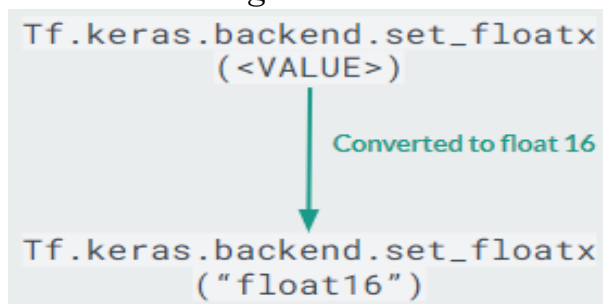 Tf.keras.backend.set_floatx
(<VALUE>)
Converted to float 16
Tf.keras.backend.set_floatx
(“float16”)